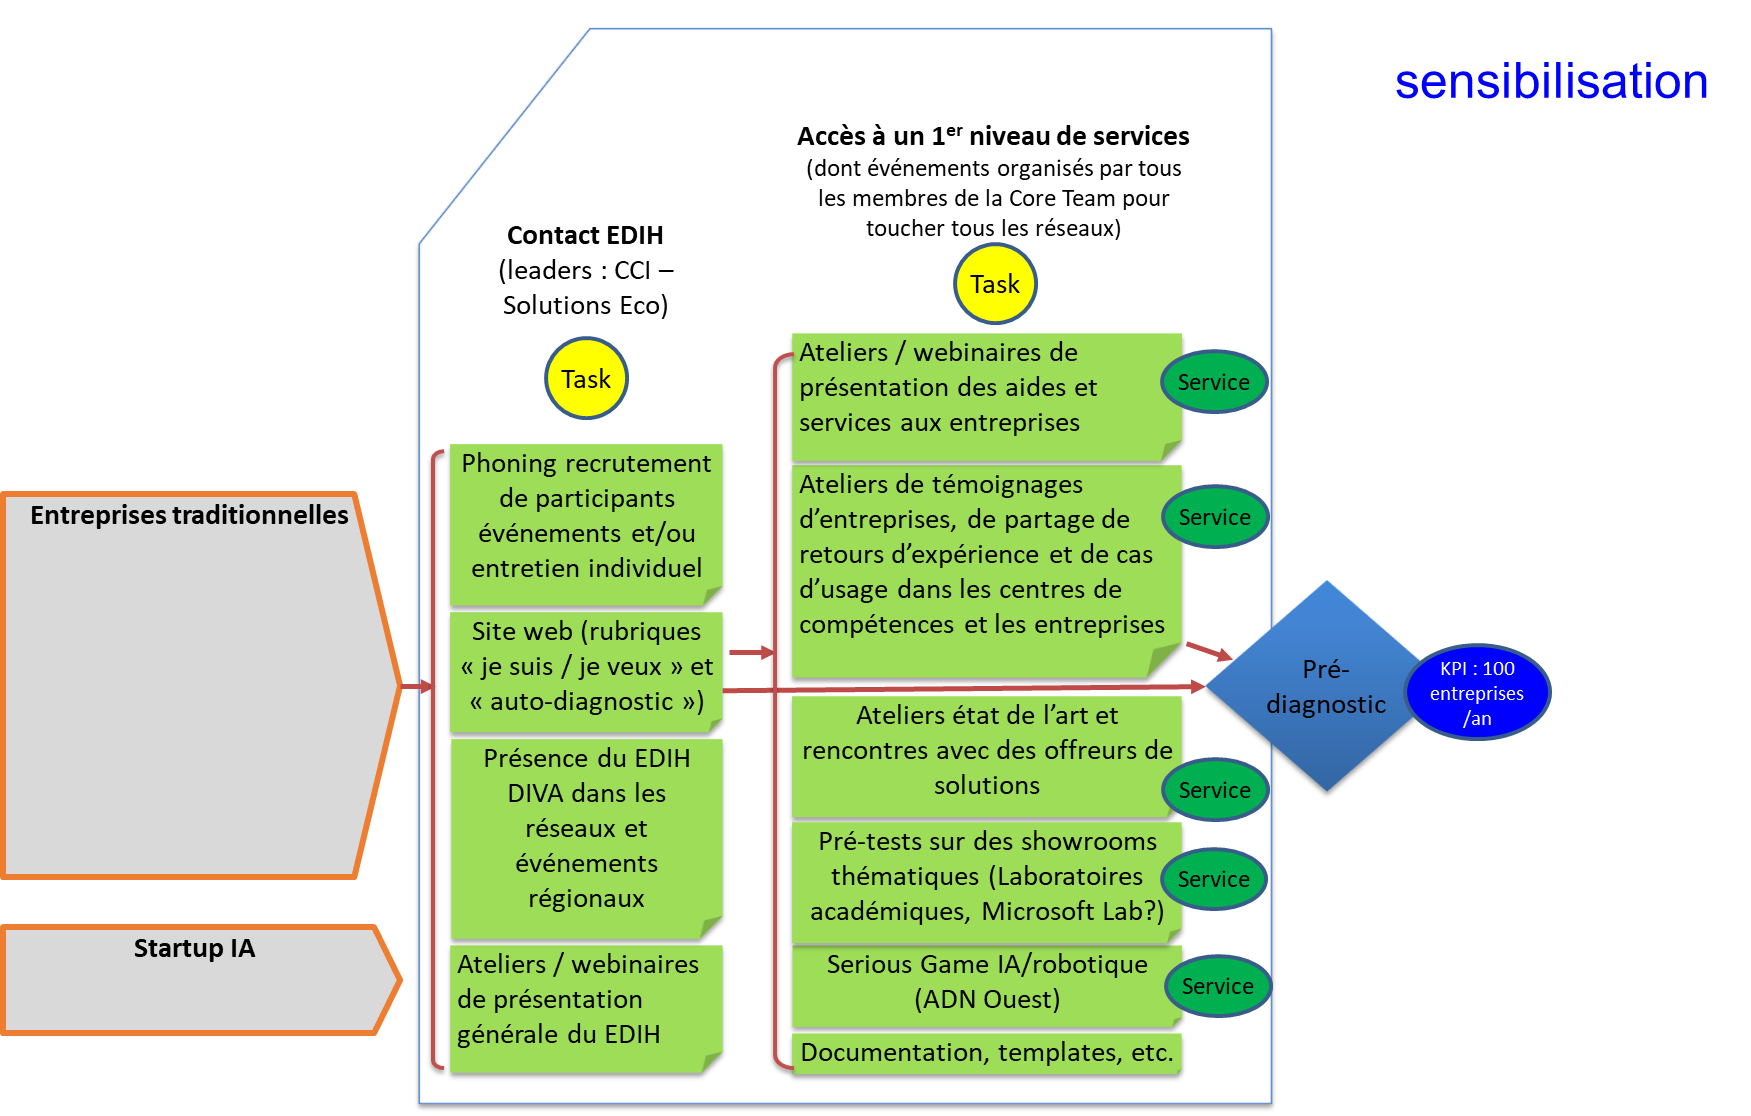 sensibilisation
Accès à un 1er niveau de services
(dont événements organisés par tous
les membres de la Core Team pour
toucher tous les réseaux)
Task
Contact EDIH
(leaders : CCI –
Solutions Eco)
Task
Entreprises traditionnelles
Startup IA
Phoning recrutement
de participants
événements et/ou
entretien individuel
Site web (rubriques
« je suis / je veux » et
« auto-diagnostic »)
Présence du EDIH
DIVA dans les
réseaux et
événements
régionaux
Ateliers / webinaires
de présentation
générale du EDIH
Ateliers / webinaires de
présentation des aides et
services aux entreprises
Service
Ateliers de témoignages
d’entreprises, de partage de
retours d’expérience et de cas
d’usage dans les centres de
compétences et les entreprises
Service
Ateliers état de l’art et
rencontres avec des offreurs de
solutions
Service
Pré-tests sur des showrooms
thématiques (Laboratoires
académiques, Microsoft Lab?)
Service
Serious Game IA/robotique
(ADN Ouest)
Service
Documentation, templates, etc.
Pré-
diagnostic
KPI : 100
entreprises
/an